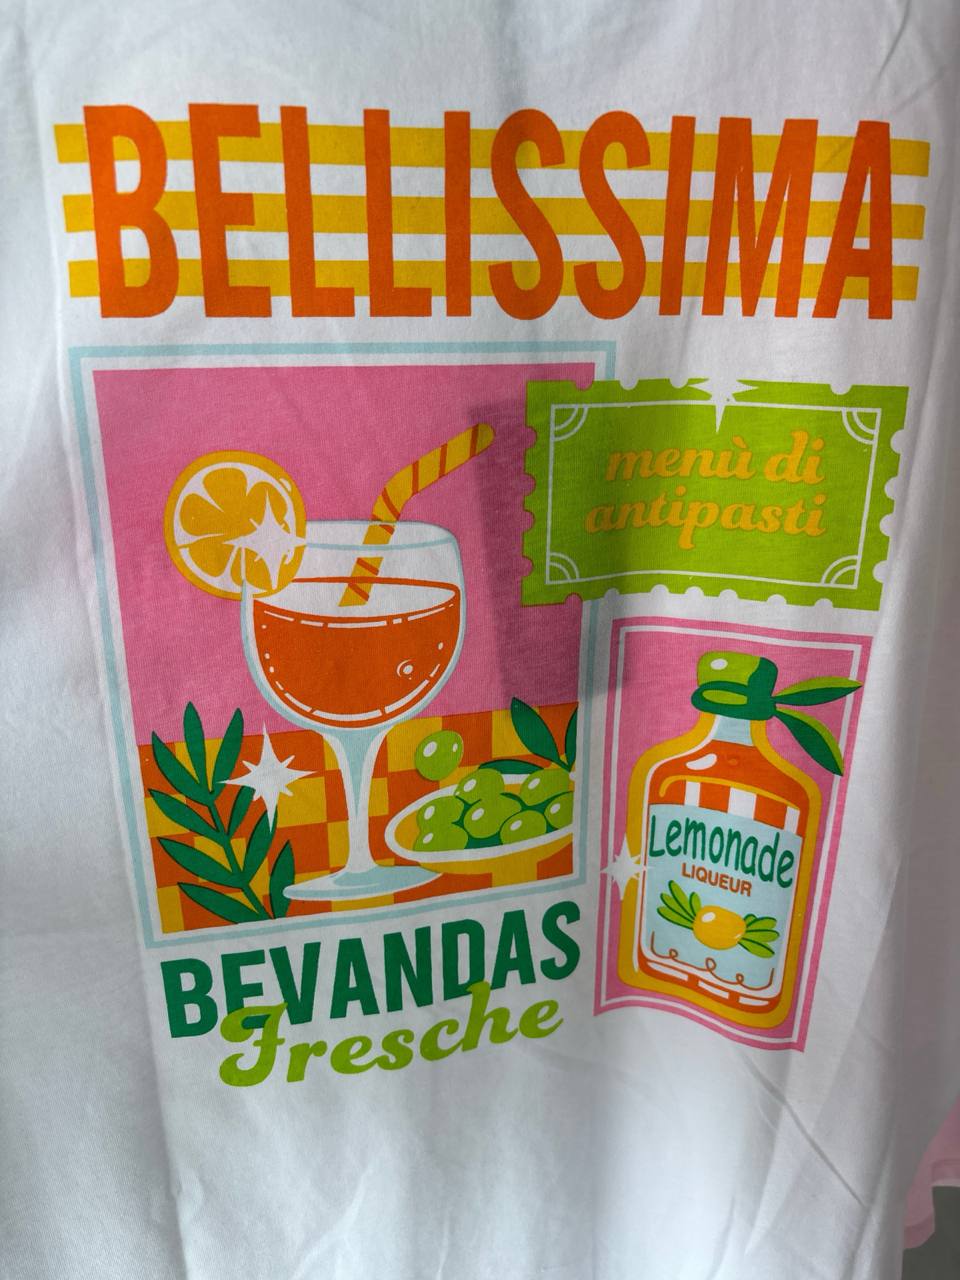 BELLISSIMA
menù di
antipasti
Lemonade
LIQUEUR
BEVANDAS
Fresche